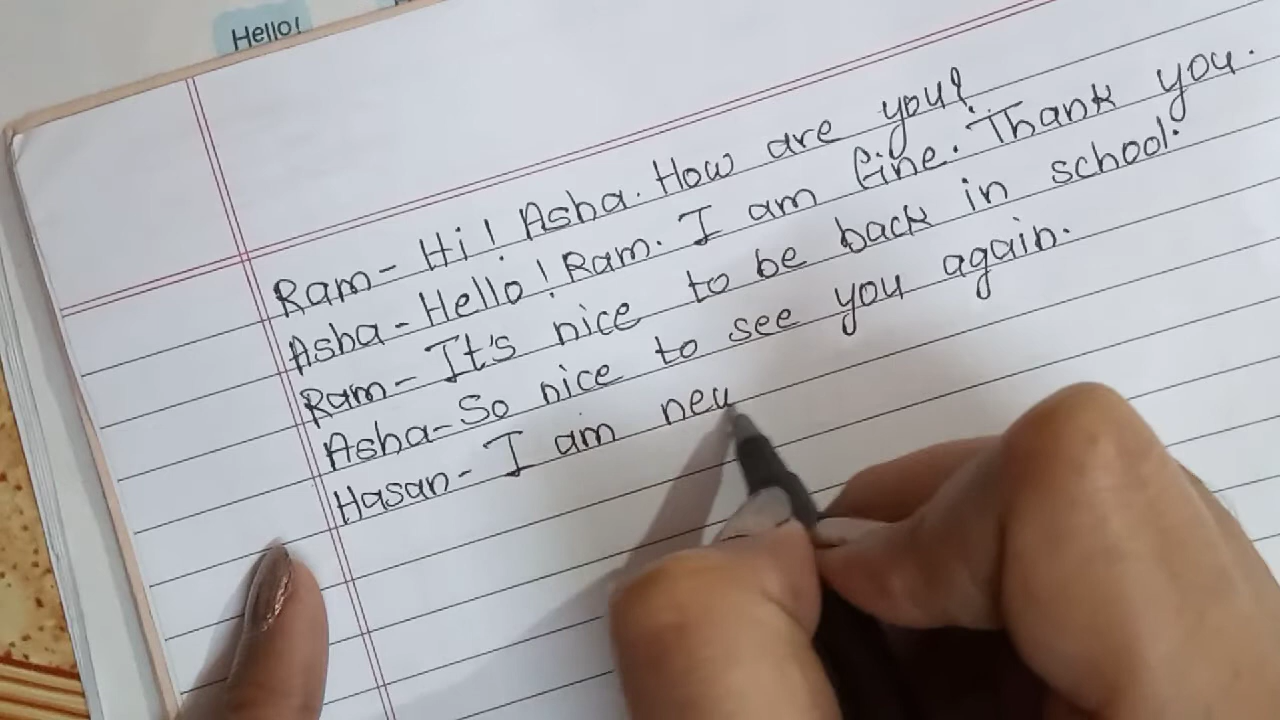 Hello!
Ram- Hi! Asha. How are you?
Asha- Hello! Ram. I am fine. Thank you.
Ram- It's nice to be back in school.
Asha- So nice to see you again.
Hasan- I am new